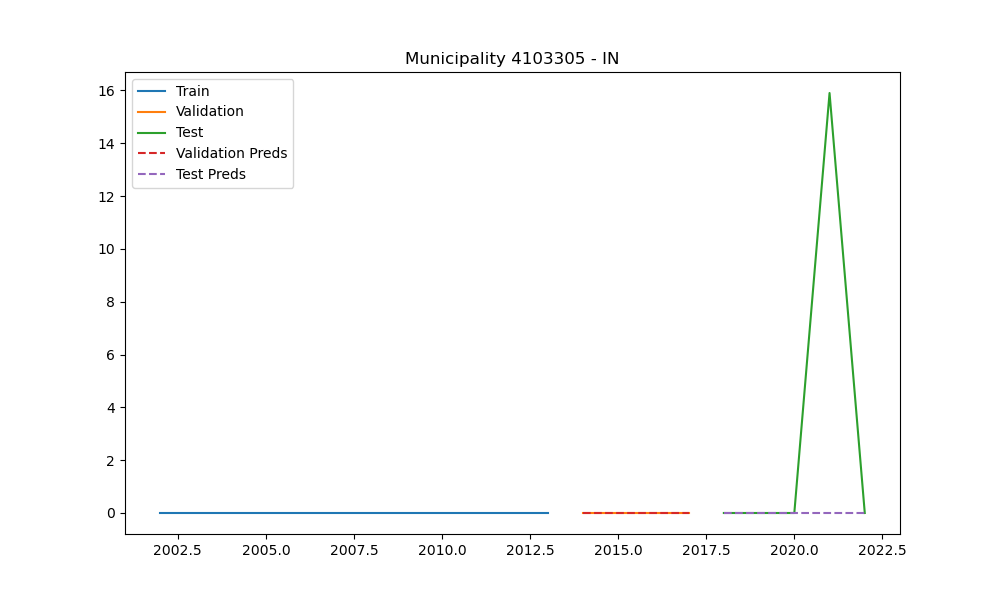 Municipality 4103305 - IN
Train
Validation
Test
Validation Preds
Test Preds
16
14
12
10
8
6
4
2
0
2002.5 2005.0 2007.5 2010.0 2012.5 2015.0 2017.5 2020.0 2022.5